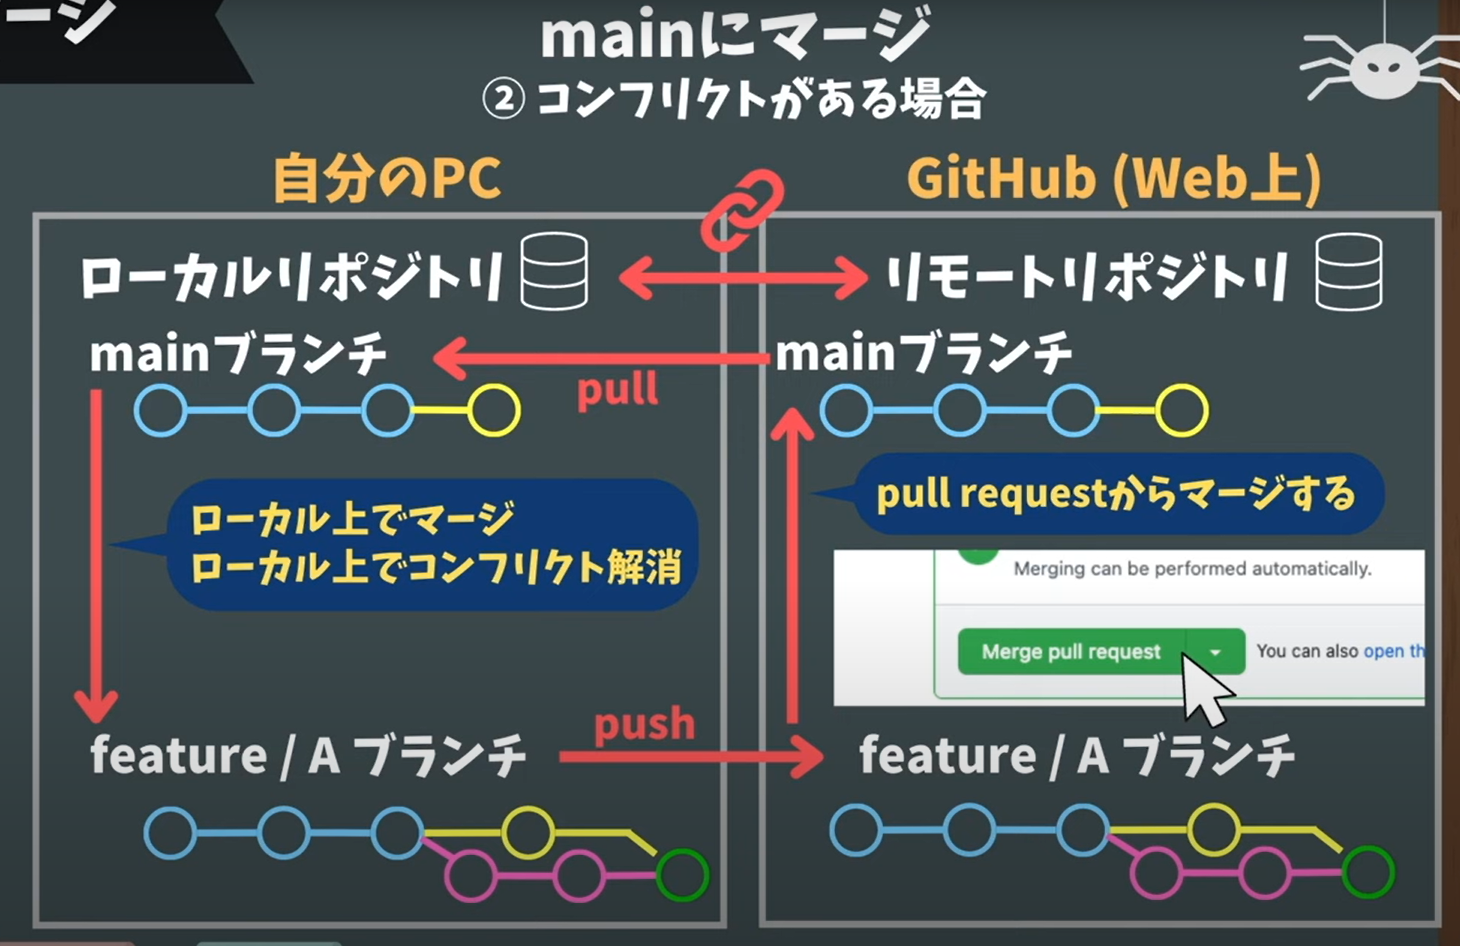 ージ
mainにマージ
② コンフリクトがある場合
自分のPC
GitHub (Web上)
ローカルリポジトリ
リモートリポジトリ
mainブランチ
pull
mainブランチ
ローカル上でマージ
ローカル上でコンフリクト解消
pull requestからマージする
Merging can be performed automatically.
Merge pull request
You can also open th
push
feature / A ブランチ
feature / A ブランチ